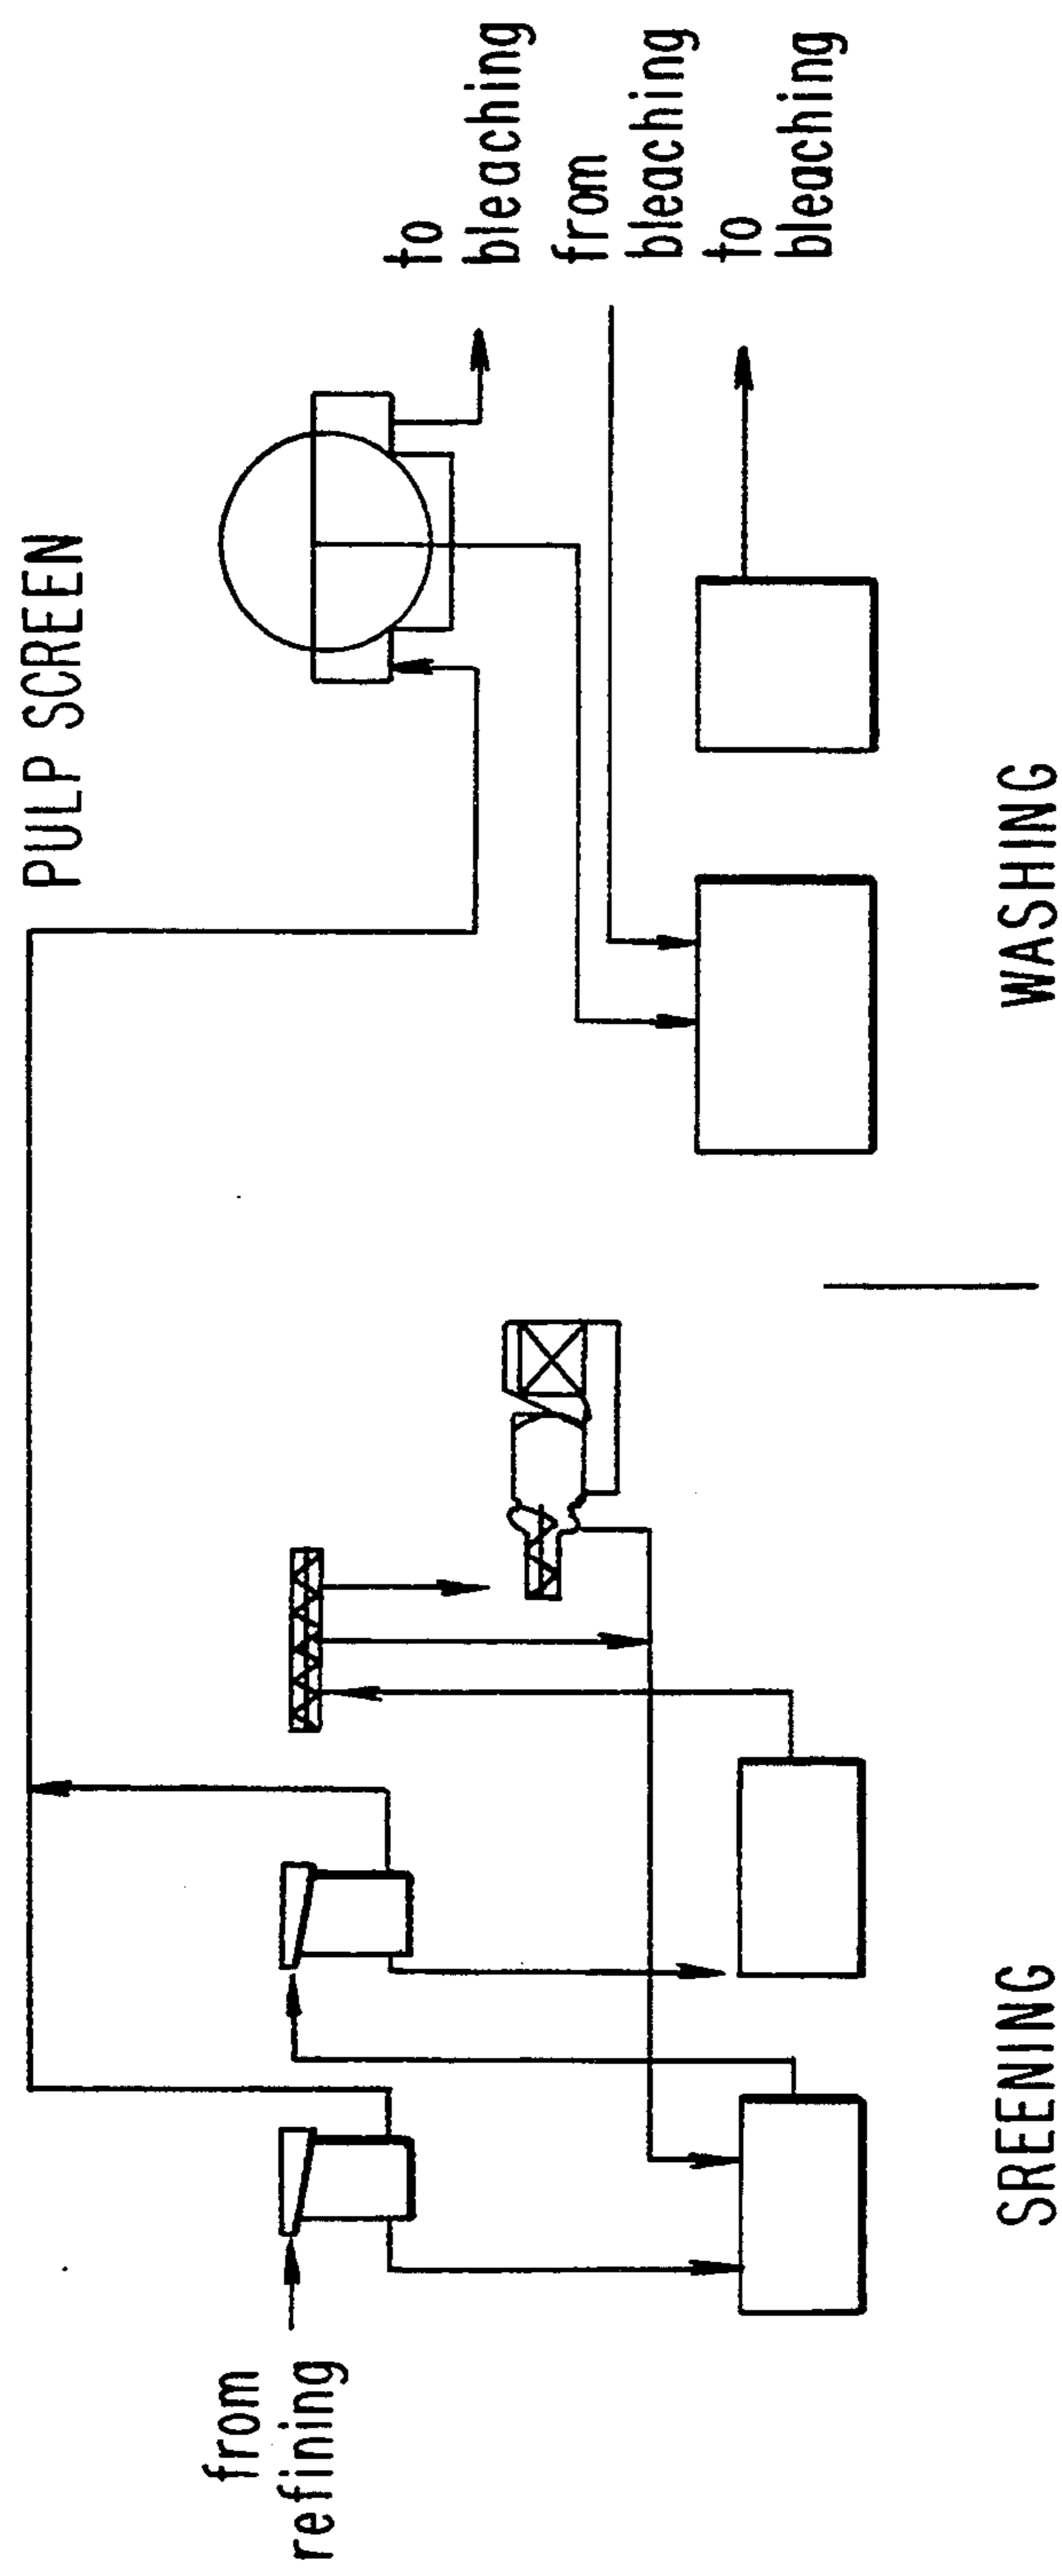 PULP SCREEN
from
refining
to
bleaching
from
bleaching
to
bleaching
SREENING
WASHING